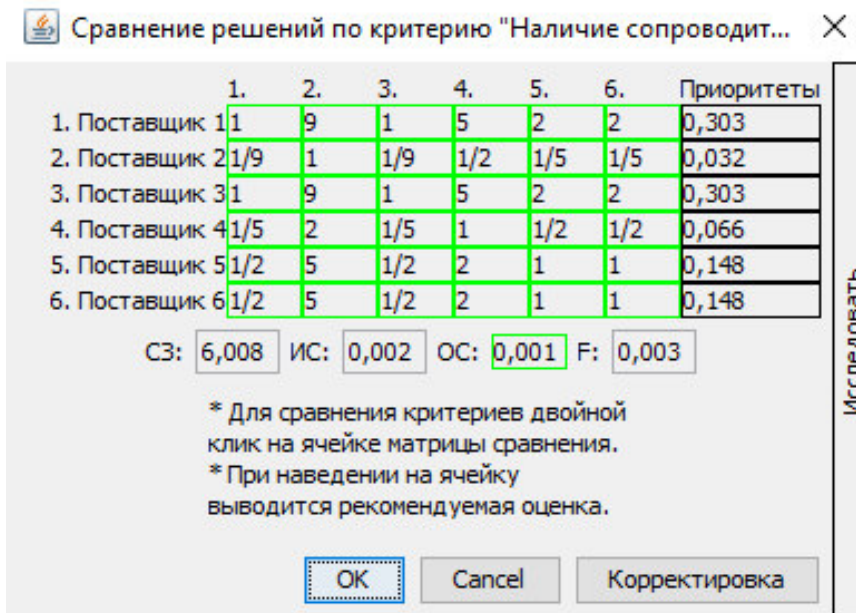 Сравнение решений по критерию "Наличие сопроводит...
1. 2. 3. 4. 5. 6. Приоритеты
1. Поставщик 1 1 9 1 5 2 2 0,303
2. Поставщик 2 1/9 1 1/9 1/2 1/5 1/5 0,032
3. Поставщик 3 1 9 1 5 2 2 0,303
4. Поставщик 4 1/5 2 1/5 1 1/2 1/2 0,066
5. Поставщик 5 1/2 5 1/2 2 1 1 0,148
6. Поставщик 6 1/2 5 1/2 2 1 1 0,148
СЗ: 6,008 ИС: 0,002 ОС: 0,001 F: 0,003
* Для сравнения критериев двойной
клик на ячейке матрицы сравнения.
* При наведении на ячейку
выводится рекомендуемая оценка.
OK Cancel Корректировка
Исследовать